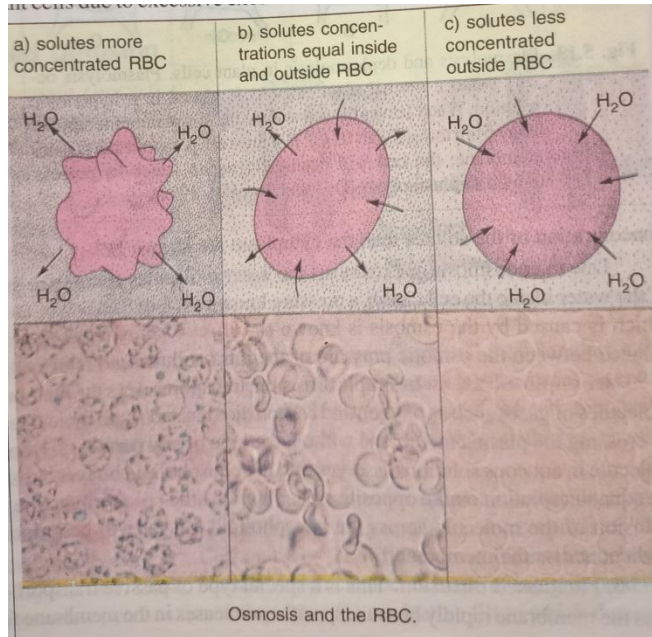 a) solutes more
concentrated RBC
b) solutes concen-
trations equal inside
and outside RBC
c) solutes less
concentrated
outside RBC
H₂O
H₂O
H₂O
H₂O
H₂O
H₂O
H₂O
H₂O
H₂O
H₂O
Osmosis and the RBC.